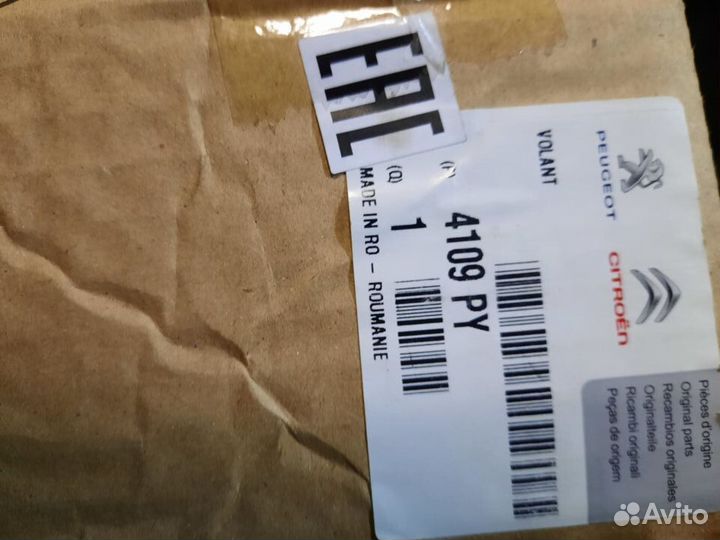 EAC
PEUGEOT CITROËN
Pièces d'origine
Original parts
Recambios originales
Originalteile
Ricambi originali
Peças de origem
VOLANT
4109 PY
(Q) 1
MADE IN RO – ROUMANIE
Avito